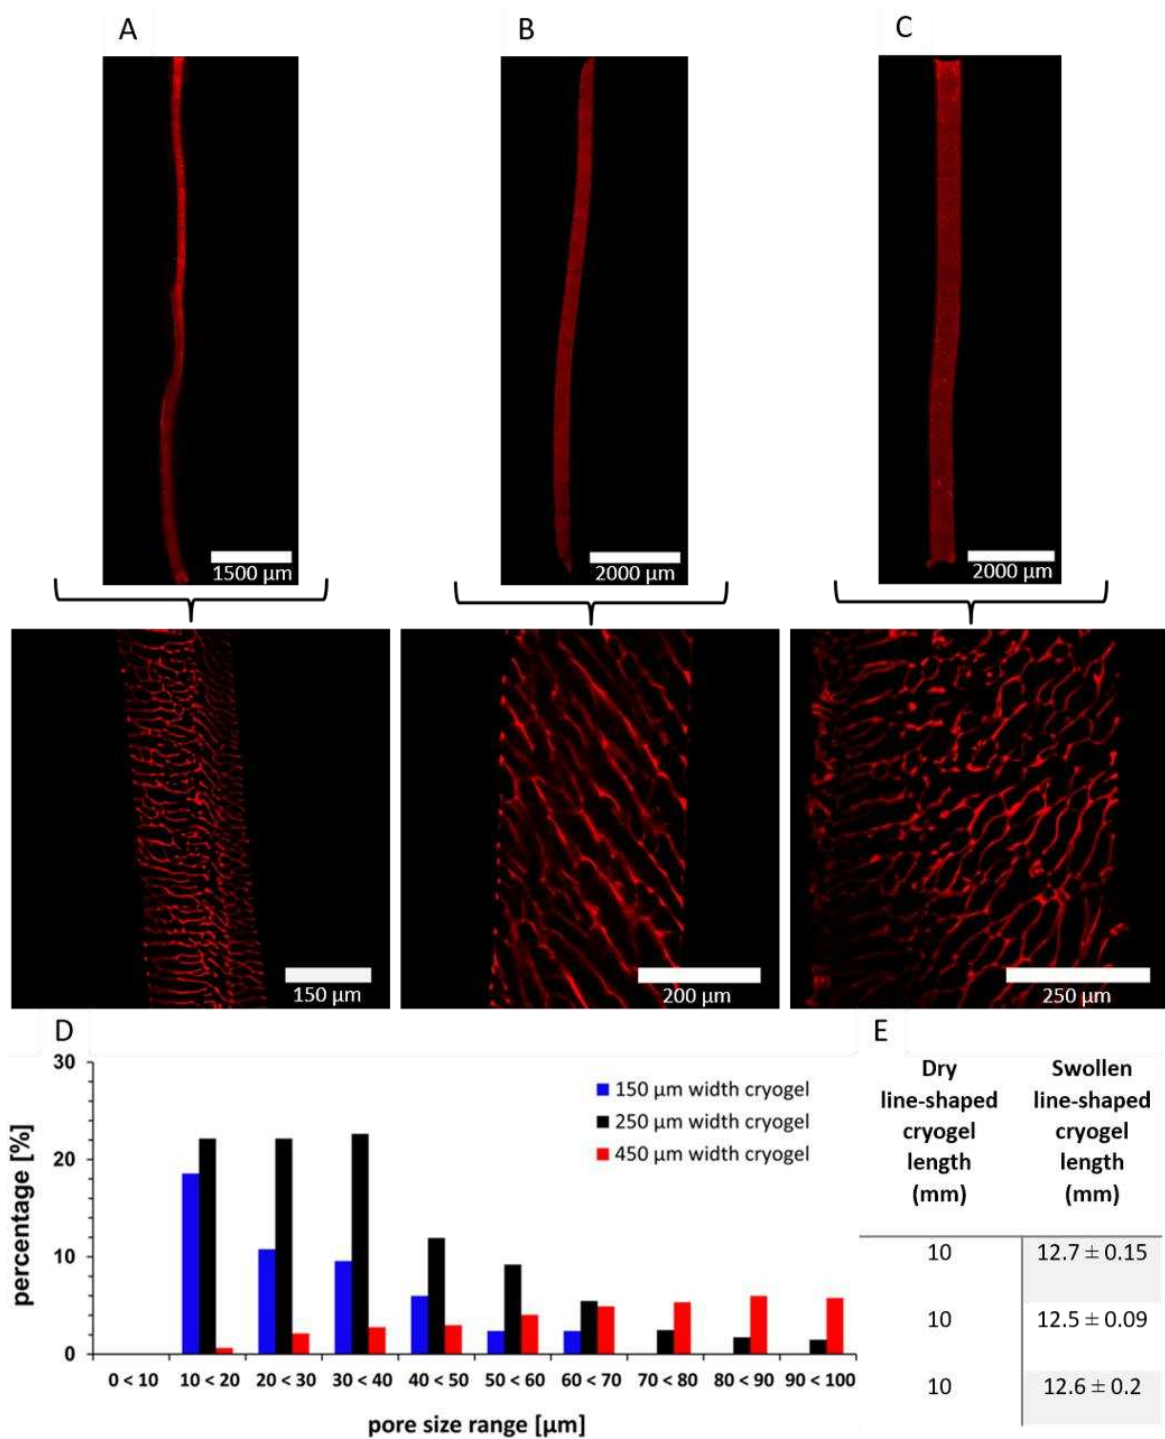 A
B
C
1500 µm
2000 µm
2000 µm
150 µm
200 µm
250 µm
D
30
20
10
0
percentage [%]
150 µm width cryogel
250 µm width cryogel
450 µm width cryogel
0 < 10
10 < 20
20 < 30
30 < 40
40 < 50
50 < 60
60 < 70
70 < 80
80 < 90
90 < 100
pore size range [µm]
E
Dry
line-shaped
cryogel
length
(mm)
Swollen
line-shaped
cryogel
length
(mm)
10
12.7 ± 0.15
10
12.5 ± 0.09
10
12.6 ± 0.2